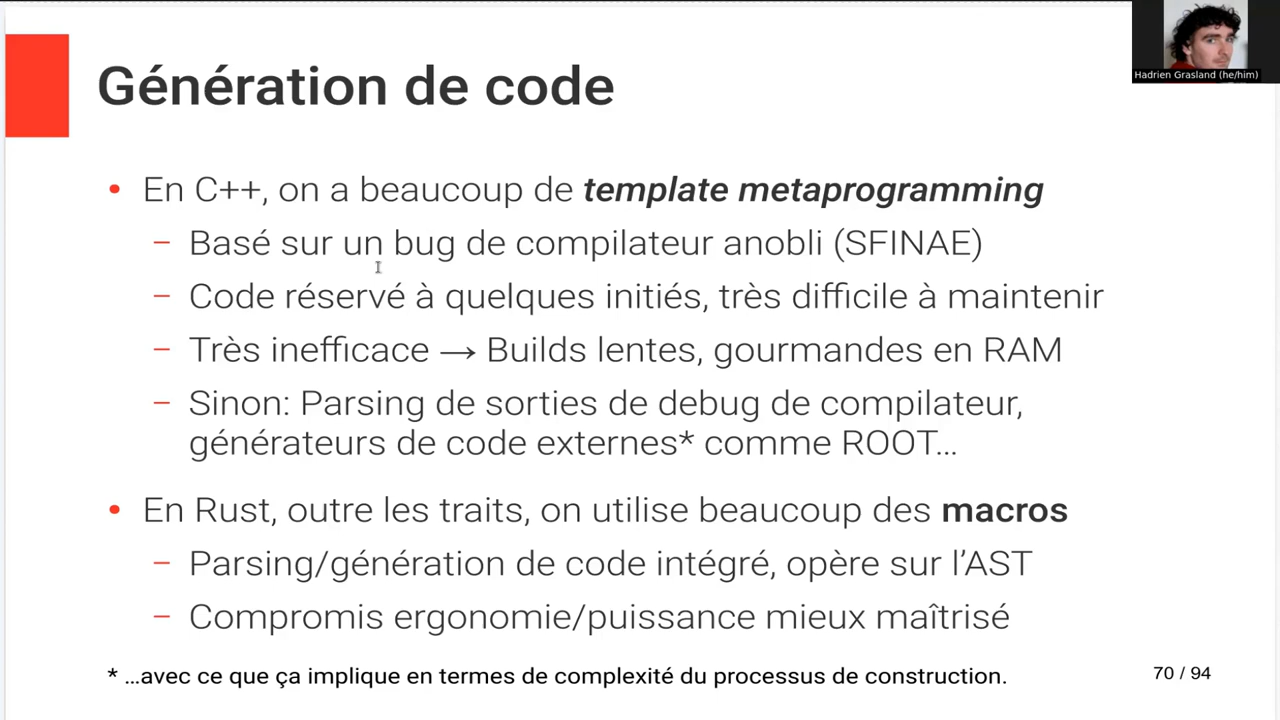 Hadrien Grasland (he/him)
Génération de code
• En C++, on a beaucoup de template metaprogramming
– Basé sur un bug de compilateur anobli (SFINAE)
– Code réservé à quelques initiés, très difficile à maintenir
– Très inefficace → Builds lentes, gourmandes en RAM
– Sinon: Parsing de sorties de debug de compilateur,
générateurs de code externes* comme ROOT…
• En Rust, outre les traits, on utilise beaucoup des macros
– Parsing/génération de code intégré, opère sur l’AST
– Compromis ergonomie/puissance mieux maîtrisé
* …avec ce que ça implique en termes de complexité du processus de construction.
70 / 94